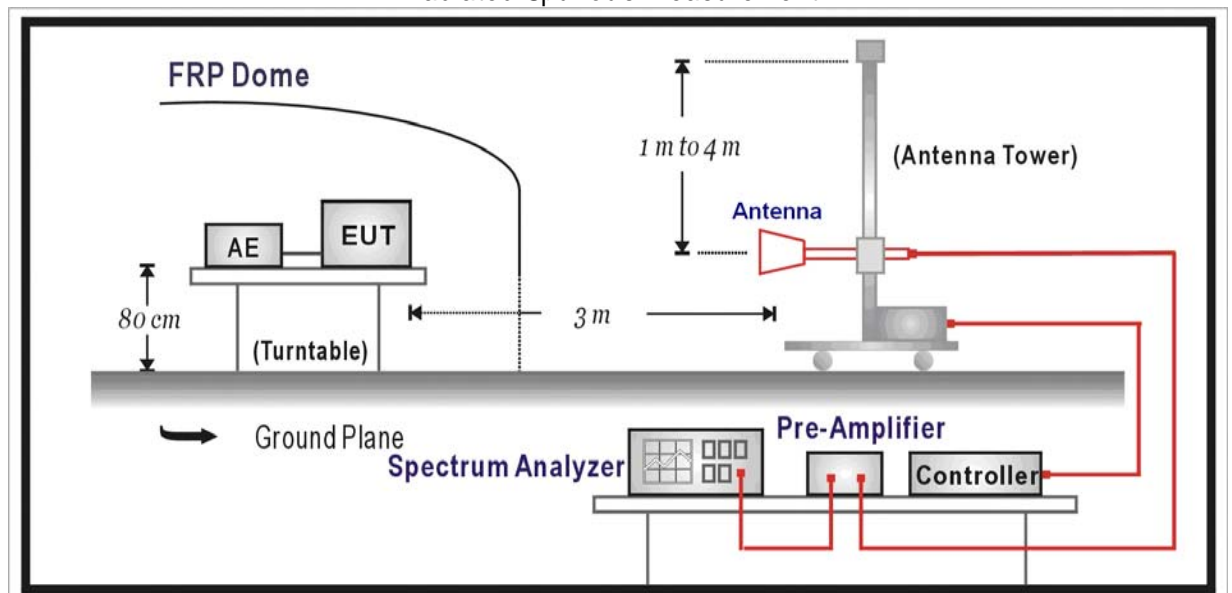 FRP Dome
1 m to 4 m
(Antenna Tower)
Antenna
AE
EUT
80 cm
3 m
(Turntable)
Ground Plane
Pre-Amplifier
Spectrum Analyzer
Controller